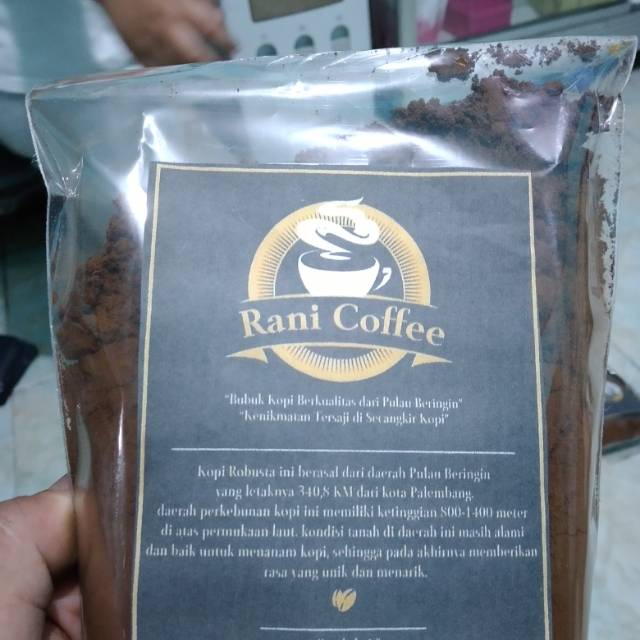 Rani Coffee
"Bubuk Kopi Berkualitas dari Pulau Beringin"
"Kenikmatan Tersaji di Secangkir Kopi"
Kopi Robusta ini berasal dari daerah Pulau Beringin
yang letaknya 340,8 KM dari kota Palembang.
daerah perkebunan kopi ini memiliki ketinggian 800-1400 meter
di atas permukaan laut. kondisi tanah di daerah ini masih alami
dan baik untuk menanam kopi, sehingga pada akhirnya memberikan
rasa yang unik dan menarik.